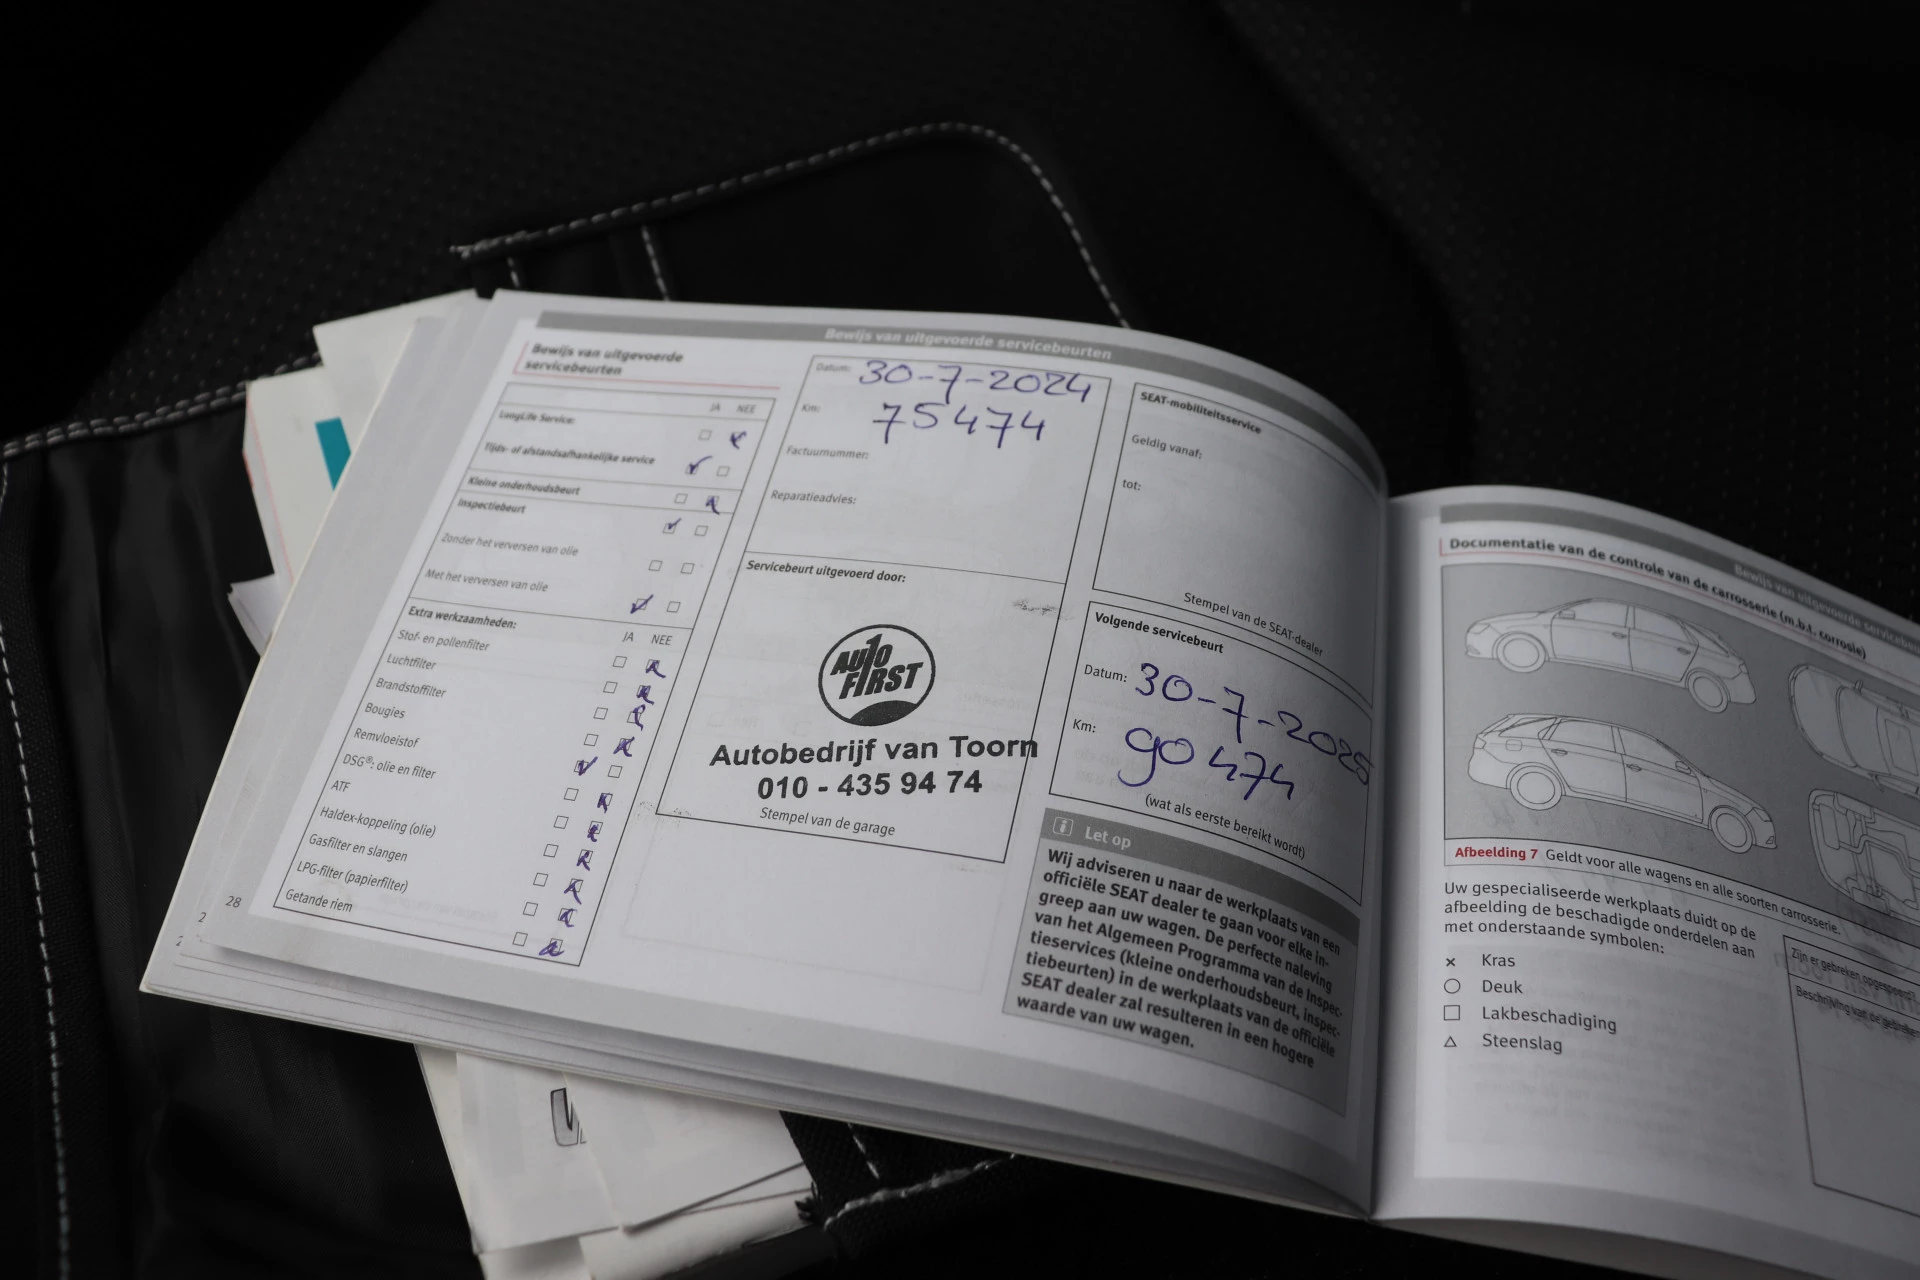 Bewijs van uitgevoerde servicebeurten
Bewijs van uitgevoerde
servicebeurten
JA NEE
LongLife Service:
Tijds- of afstandsafhankelijke service
Kleine onderhoudsbeurt
Inspectiebeurt
Zonder het verversen van olie
Met het verversen van olie
Extra werkzaamheden:
JA NEE
Stof- en pollenfilter
Luchtfilter
Brandstoffilter
Bougies
Remvloeistof
DSG®: olie en filter
ATF
Haldex-koppeling (olie)
Gasfilter en slangen
LPG-filter (papierfilter)
Getande riem
28
Datum: 30-7-2024
Km: 75474
Factuurnummer:
Reparatieadvies:
Servicebeurt uitgevoerd door:
AUTO
FIRST
Autobedrijf van Toorn
010 - 435 94 74
Stempel van de garage
SEAT-mobiliteitsservice
Geldig vanaf:
tot:
Stempel van de SEAT-dealer
Volgende servicebeurt
Datum: 30-7-2025
Km: 90474
(wat als eerste bereikt wordt)
i Let op
Wij adviseren u naar de werkplaats van een
officiële SEAT dealer te gaan voor elke in-
greep aan uw wagen. De perfecte naleving
van het Algemeen Programma van de Inspec-
tieservices (kleine onderhoudsbeurt, inspec-
tiebeurten) in de werkplaats van de officiële
SEAT dealer zal resulteren in een hogere
waarde van uw wagen.
Bewijs van uitgevoerde
Documentatie van de controle van de carrosserie (m.b.t. corrosie)
Afbeelding 7 Geldt voor alle wagens en alle soorten carrosserie.
Uw gespecialiseerde werkplaats duidt op de
afbeelding de beschadigde onderdelen aan
met onderstaande symbolen:
× Kras
○ Deuk
□ Lakbeschadiging
△ Steenslag
Zijn er gebreken opgespoord?